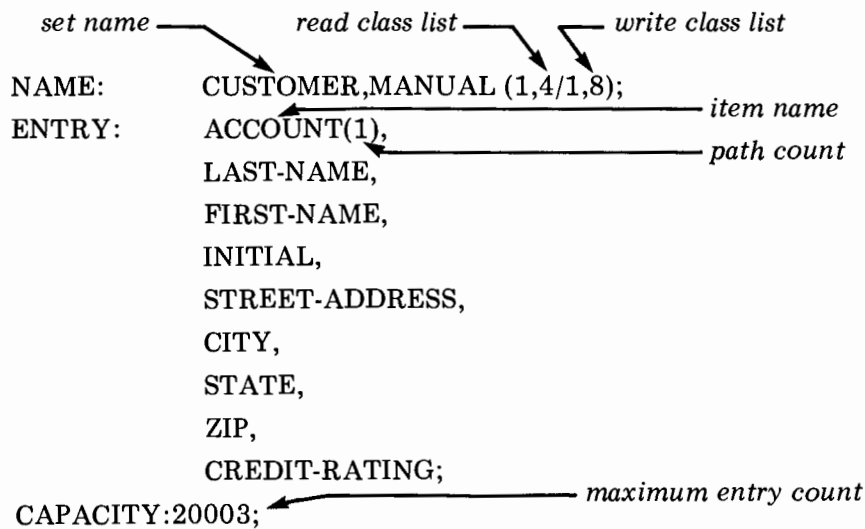 set name read class list write class list
NAME: CUSTOMER,MANUAL (1,4/1,8);
item name
ENTRY: ACCOUNT(1),
path count
LAST-NAME,
FIRST-NAME,
INITIAL,
STREET-ADDRESS,
CITY,
STATE,
ZIP,
CREDIT-RATING;
maximum entry count
CAPACITY:20003;